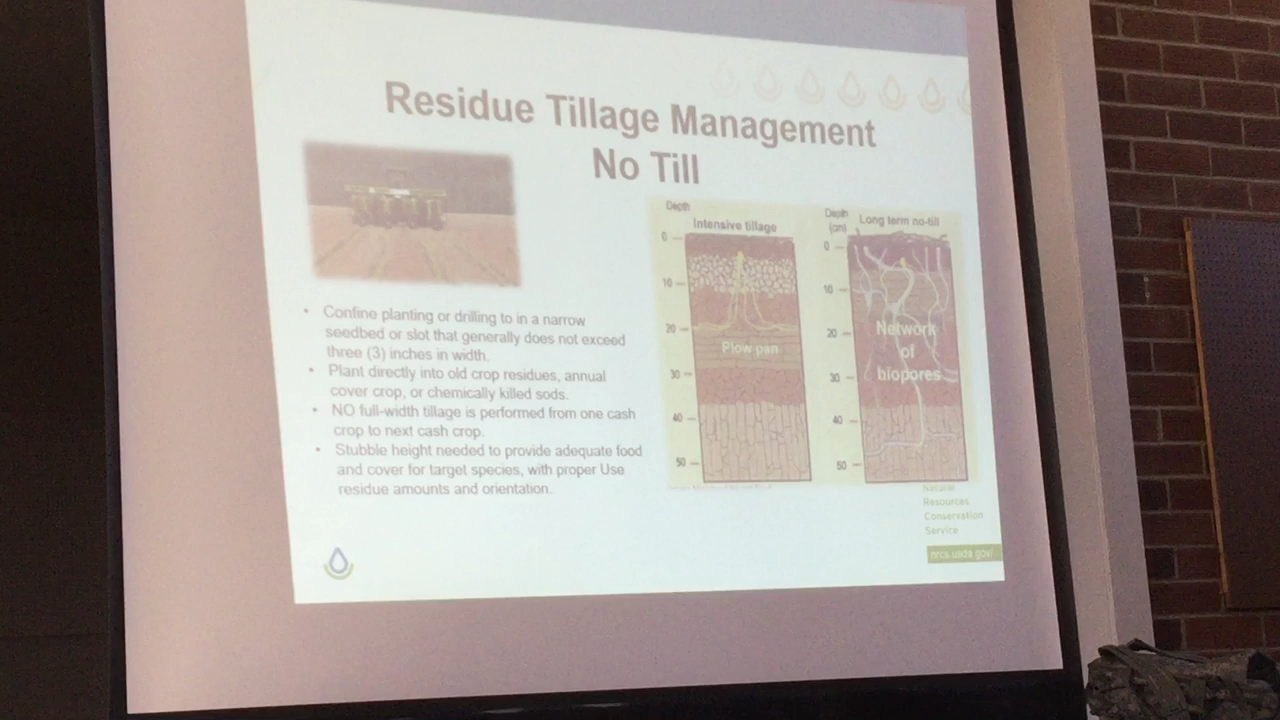 Residue Tillage Management
No Till
• Confine planting or drilling to in a narrow
seedbed or slot that generally does not exceed
three (3) inches in width.
• Plant directly into old crop residues, annual
cover crop, or chemically killed sods.
• NO full-width tillage is performed from one cash
crop to next cash crop.
• Stubble height needed to provide adequate food
and cover for target species, with proper Use
residue amounts and orientation.
Depth
Intensive tillage
0
10
20
Plow pan
30
40
50
Depth
(cm)
Long term no-till
0
10
20
Network
of
biopores
30
40
50
Natural
Resources
Conservation
Service
nrcs.usda.gov/